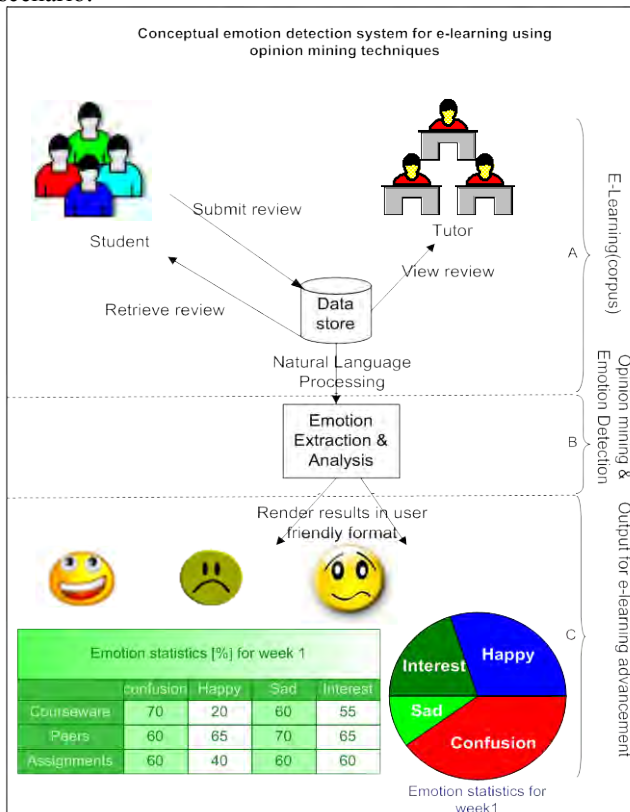 scenario.
Conceptual emotion detection system for e-learning using
opinion mining techniques
Submit review
Student
Tutor
View review
Retrieve review
Data
store
Natural Language
Processing
E-Learning(corpus)
A
Emotion
Extraction &
Analysis
Opinion mining &
Emotion Detection
B
Render results in user
friendly format
Output for e-learning advancement
C
Emotion statistics [%] for week 1
confusion Happy Sad Interest
Courseware 70 20 60 55
Peers 60 65 70 65
Assignments 60 40 60 60
Interest
Happy
Sad
Confusion
Emotion statistics for
week1